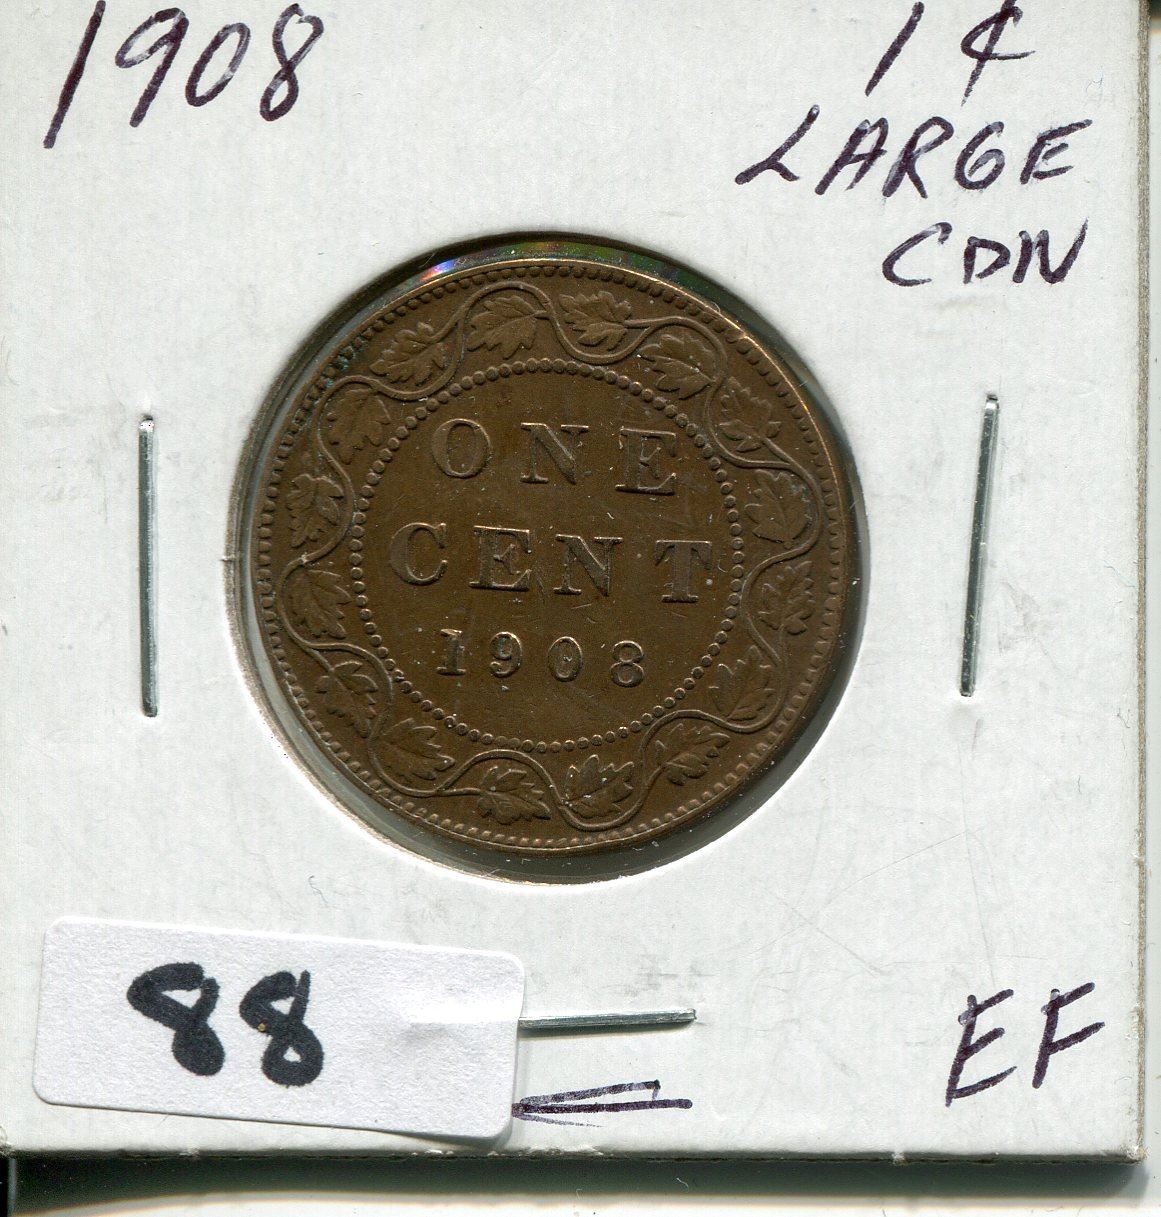 1908
1¢
LARGE
CDN
ONE
CENT
1908
88
EF